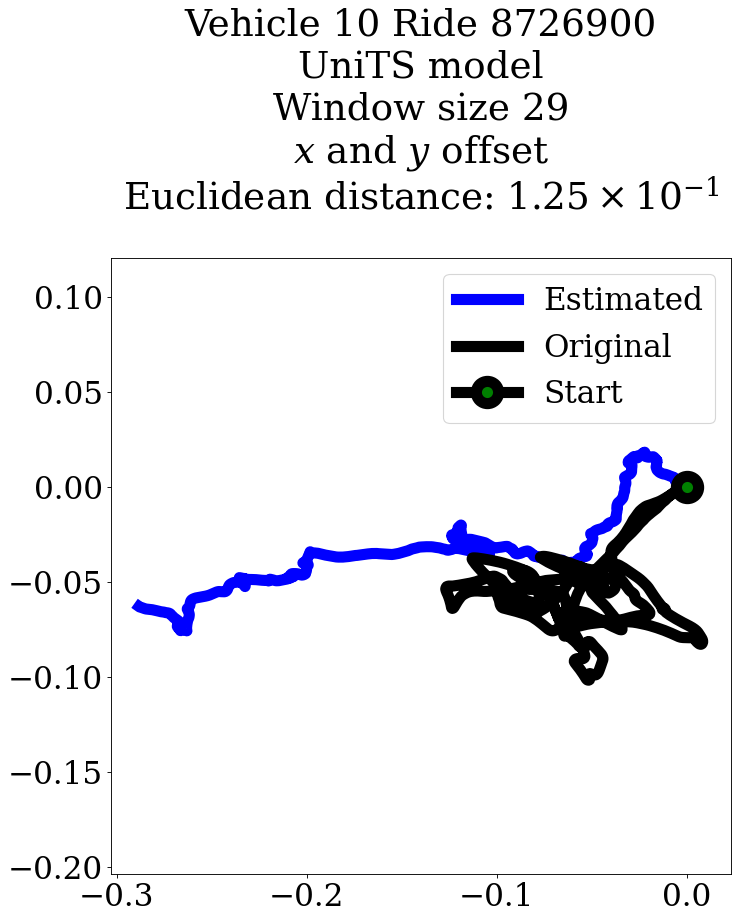 Vehicle 10 Ride 8726900
UniTS model
Window size 29
x and y offset
Euclidean distance: 1.25 × 10⁻¹
Estimated
Original
Start
0.10
0.05
0.00
−0.05
−0.10
−0.15
−0.20
−0.3 −0.2 −0.1 0.0